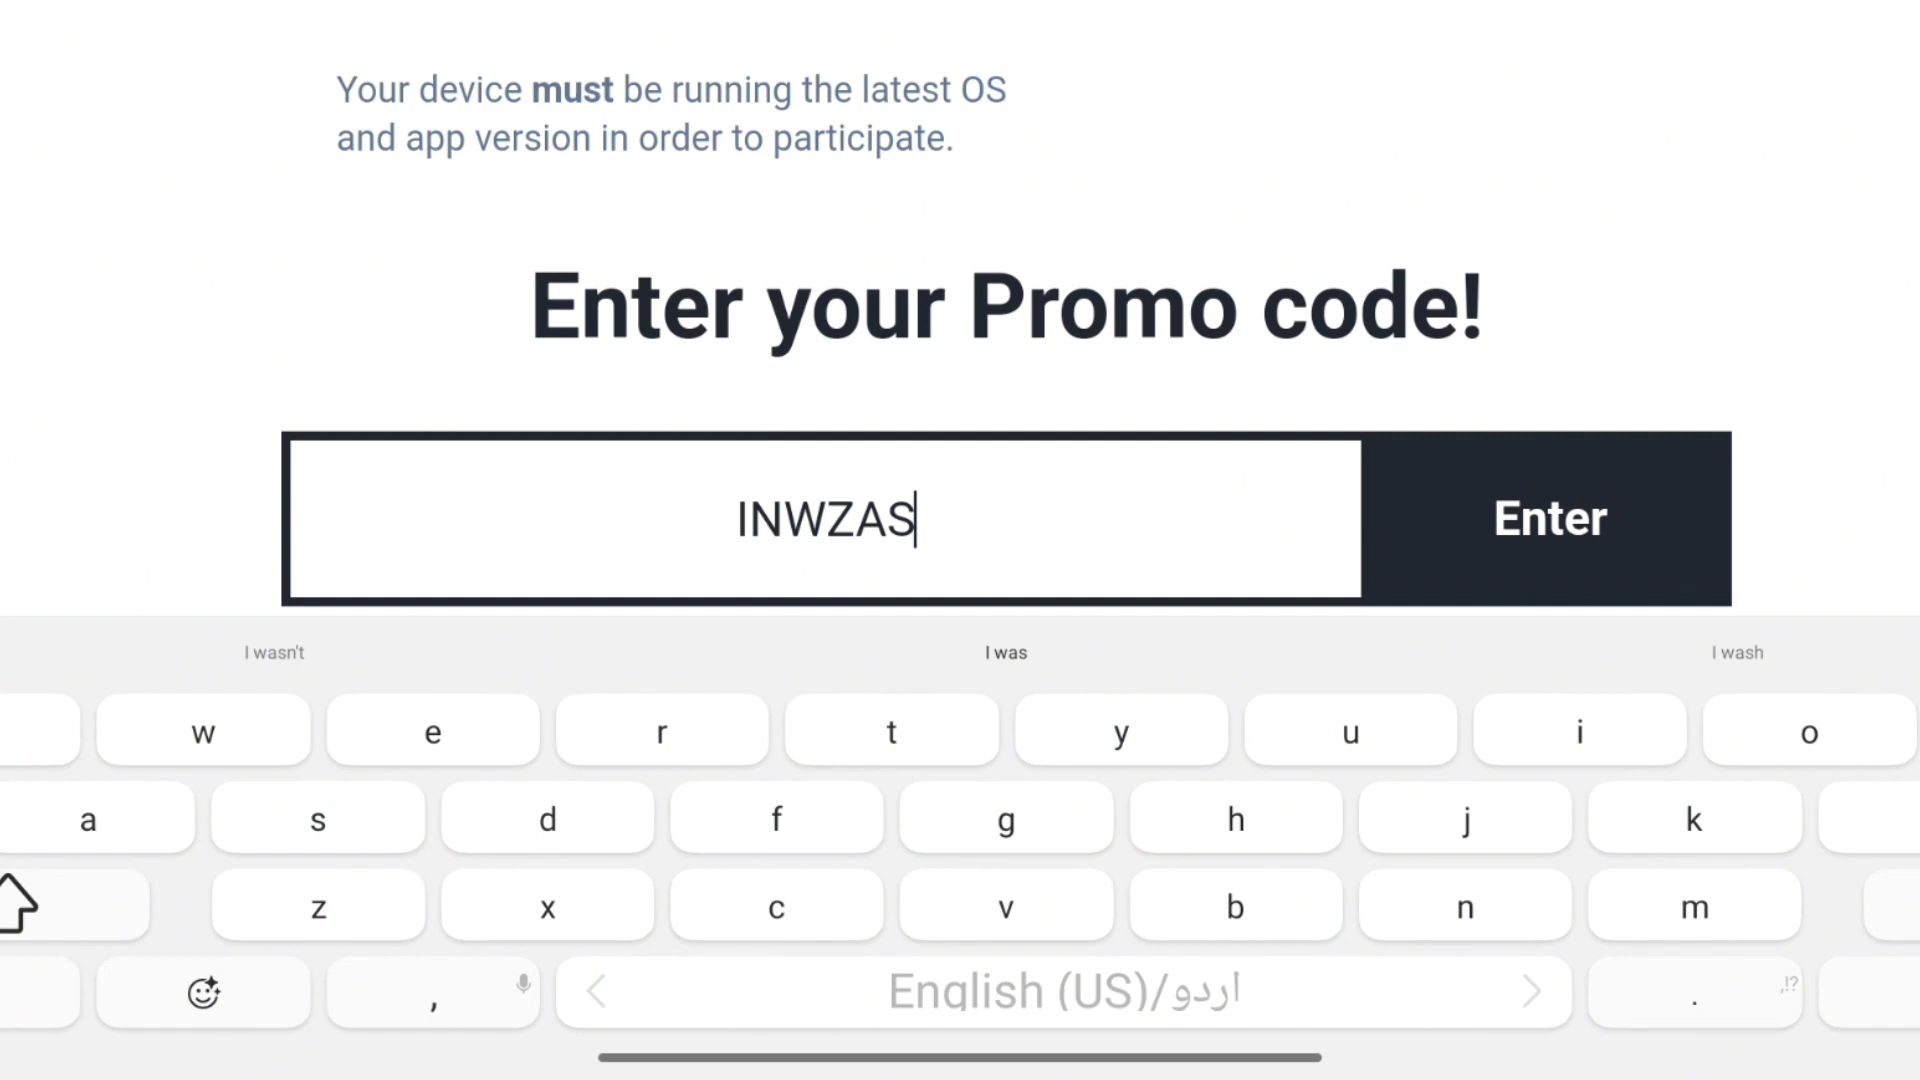 Your device must be running the latest OS
and app version in order to participate.
Enter your Promo code!
INWZAS
Enter
I wasn't
I was
I wash
w e r t y u i o
a s d f g h j k
z x c v b n m
, English (US)/اردو . ,!?